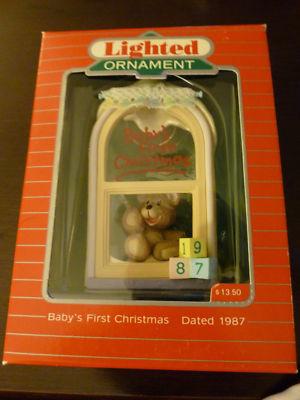 Lighted
ORNAMENT
Baby's
First
Christmas
19
87
$13.50
Baby's First Christmas Dated 1987